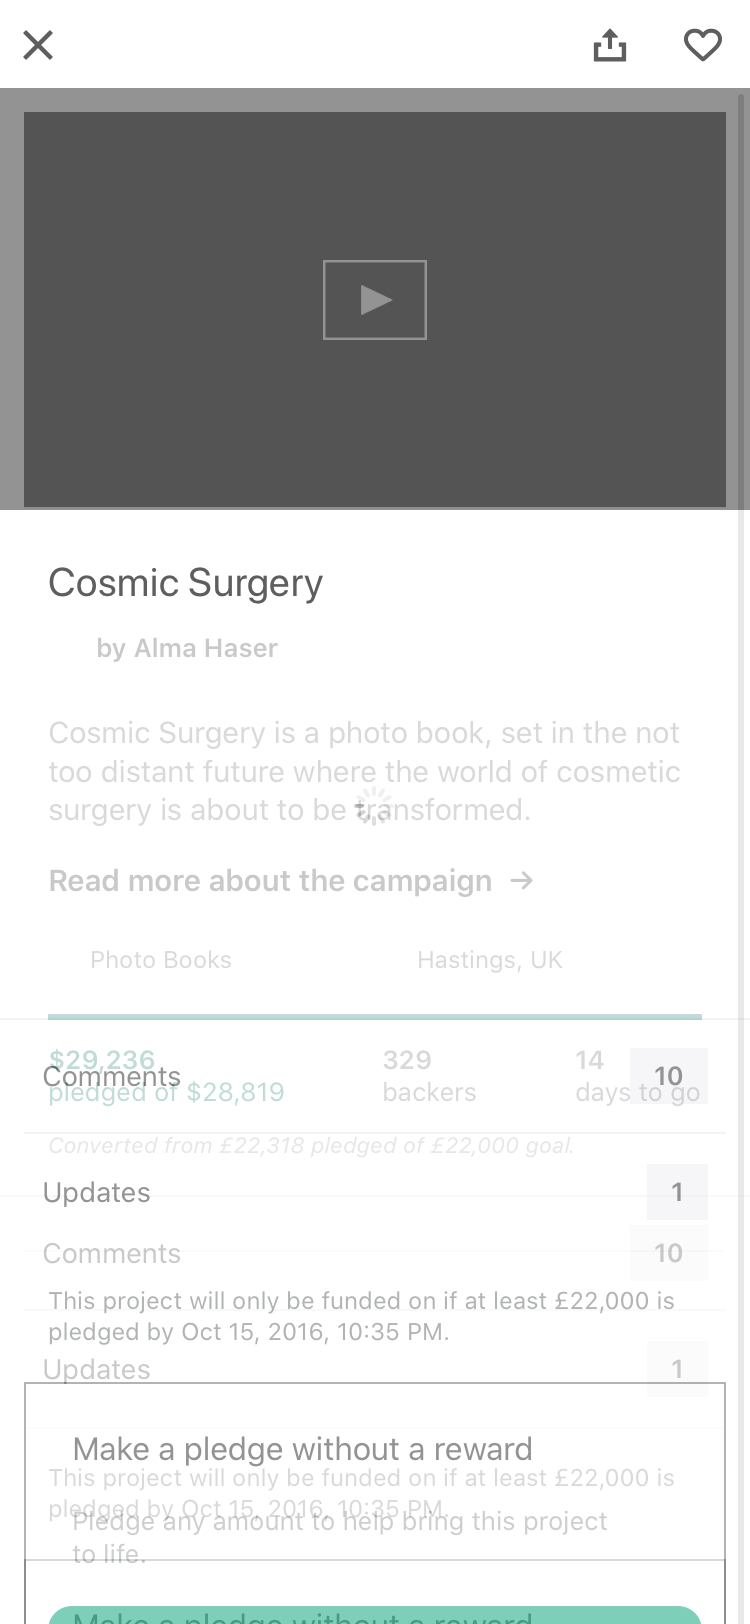 Cosmic Surgery
by Alma Haser
Cosmic Surgery is a photo book, set in the not
too distant future where the world of cosmetic
surgery is about to be transformed.
Read more about the campaign →
Photo Books
Hastings, UK
$29,236
pledged of $28,819
329
backers
14
days to go
Comments
10
Converted from £22,318 pledged of £22,000 goal.
Updates
1
Comments
10
This project will only be funded on if at least £22,000 is
pledged by Oct 15, 2016, 10:35 PM.
Updates
1
Make a pledge without a reward
This project will only be funded on if at least £22,000 is
pledged by Oct 15, 2016, 10:35 PM.
Pledge any amount to help bring this project
to life.
Make a pledge without a reward